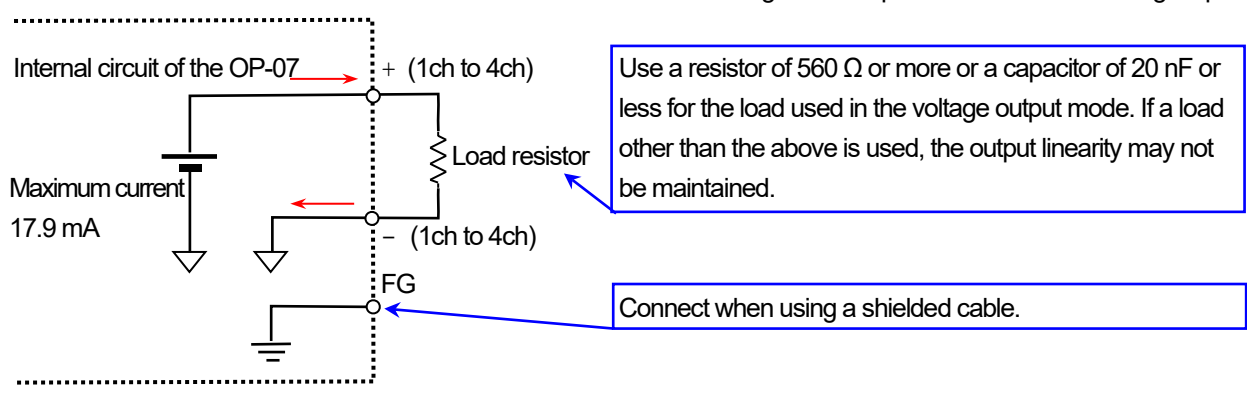 Internal circuit of the OP-07
+ (1ch to 4ch)
Load resistor
Maximum current
17.9 mA
− (1ch to 4ch)
FG
Use a resistor of 560 Ω or more or a capacitor of 20 nF or
less for the load used in the voltage output mode. If a load
other than the above is used, the output linearity may not
be maintained.
Connect when using a shielded cable.